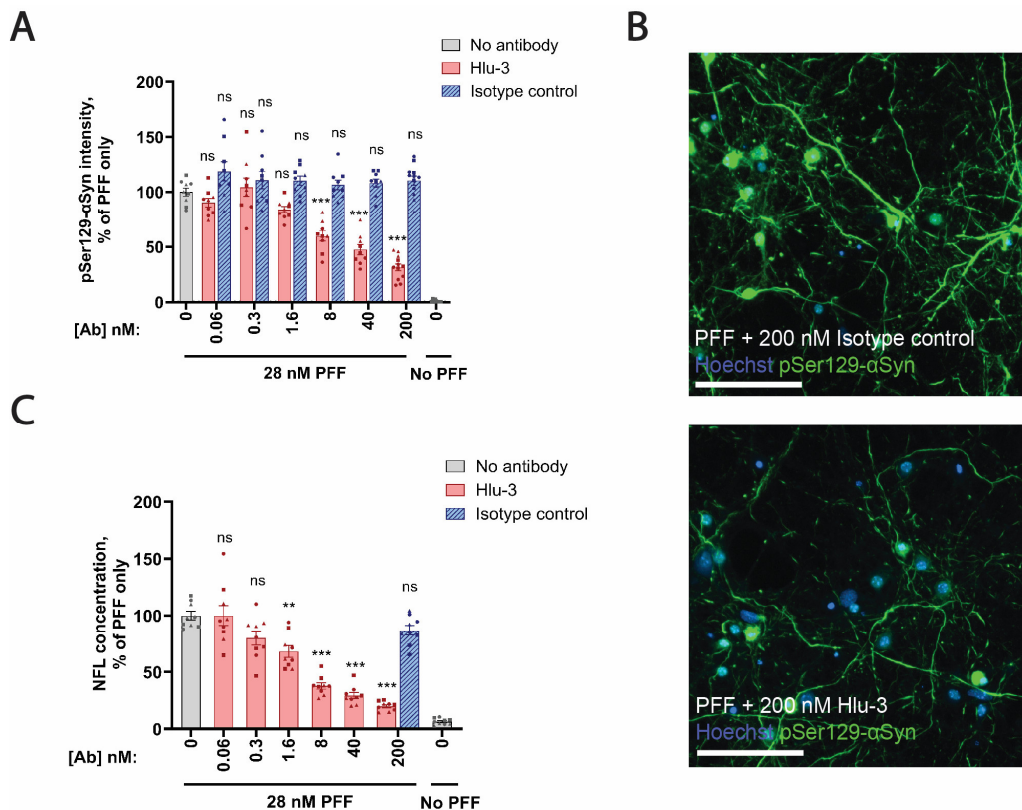 A
No antibody
Hlu-3
Isotype control
pSer129-αSyn intensity,
% of PFF only
200
150
100
50
0
ns
ns
ns
ns
ns
ns
***
ns
***
ns
***
ns
[Ab] nM:
0
0.06
0.3
1.6
8
40
200
0
28 nM PFF
No PFF
B
PFF + 200 nM Isotype control
Hoechst pSer129-αSyn
PFF + 200 nM Hlu-3
Hoechst pSer129-αSyn
C
No antibody
Hlu-3
Isotype control
NFL concentration,
% of PFF only
200
150
100
50
0
ns
ns
**
***
***
***
ns
[Ab] nM:
0
0.06
0.3
1.6
8
40
200
0
28 nM PFF
No PFF